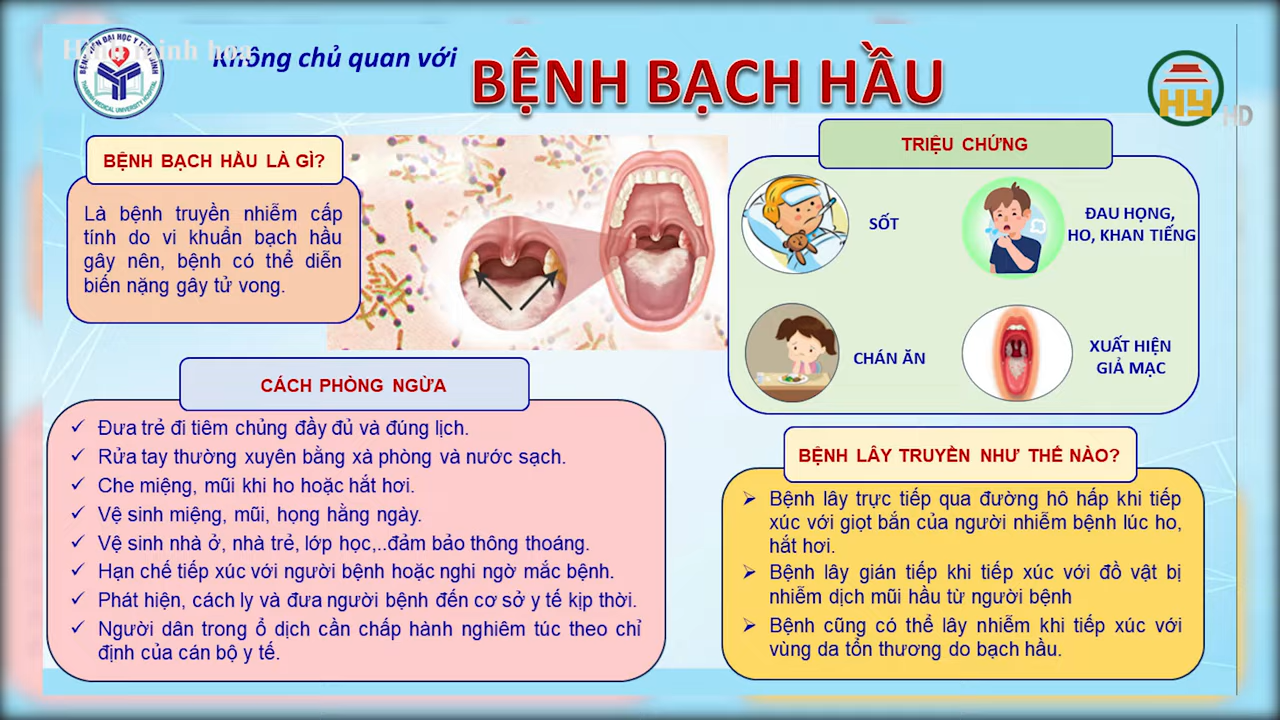 Hình minh họa
Không chủ quan với
BỆNH BẠCH HẦU
HY
HD
BỆNH BẠCH HẦU LÀ GÌ?
Là bệnh truyền nhiễm cấp
tính do vi khuẩn bạch hầu
gây nên, bệnh có thể diễn
biến nặng gây tử vong.
TRIỆU CHỨNG
SỐT
ĐAU HỌNG,
HO, KHAN TIẾNG
CHÁN ĂN
XUẤT HIỆN
GIẢ MẠC
CÁCH PHÒNG NGỪA
Đưa trẻ đi tiêm chủng đầy đủ và đúng lịch.
Rửa tay thường xuyên bằng xà phòng và nước sạch.
Che miệng, mũi khi ho hoặc hắt hơi.
Vệ sinh miệng, mũi, họng hằng ngày.
Vệ sinh nhà ở, nhà trẻ, lớp học,..đảm bảo thông thoáng.
Hạn chế tiếp xúc với người bệnh hoặc nghi ngờ mắc bệnh.
Phát hiện, cách ly và đưa người bệnh đến cơ sở y tế kịp thời.
Người dân trong ổ dịch cần chấp hành nghiêm túc theo chỉ
định của cán bộ y tế.
BỆNH LÂY TRUYỀN NHƯ THẾ NÀO?
Bệnh lây trực tiếp qua đường hô hấp khi tiếp
xúc với giọt bắn của người nhiễm bệnh lúc ho,
hắt hơi.
Bệnh lây gián tiếp khi tiếp xúc với đồ vật bị
nhiễm dịch mũi hầu từ người bệnh
Bệnh cũng có thể lây nhiễm khi tiếp xúc với
vùng da tổn thương do bạch hầu.